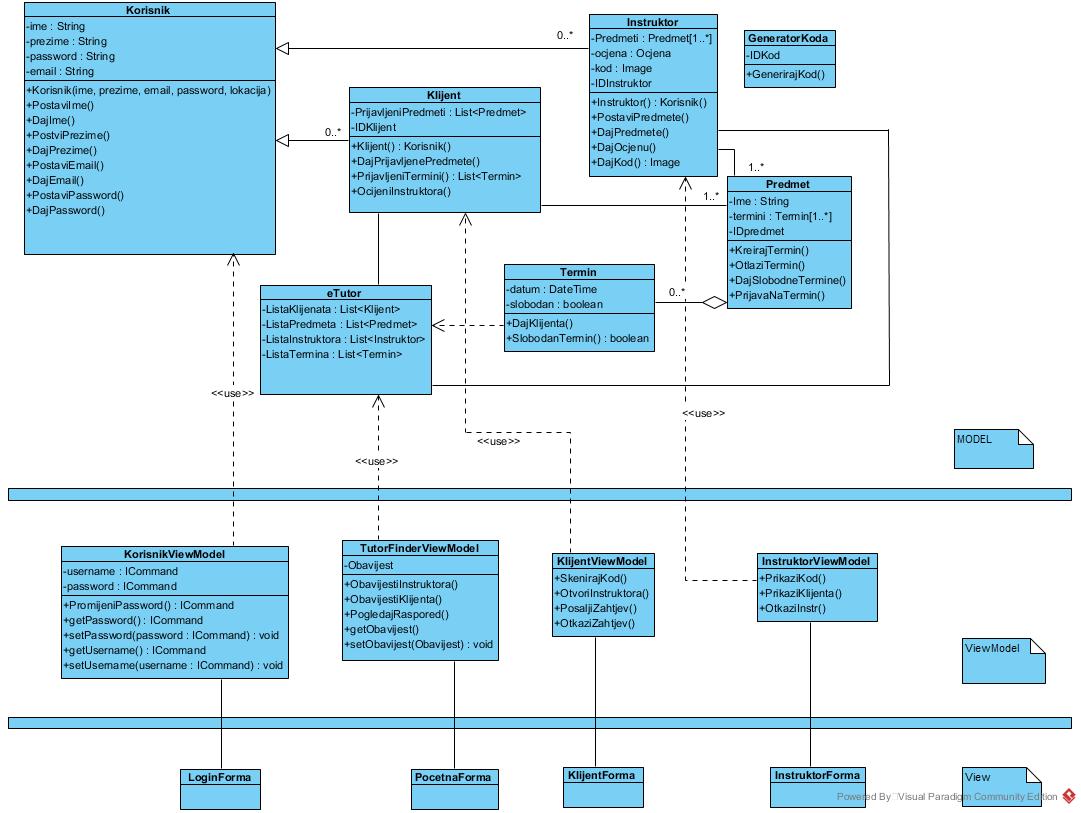 Korisnik
-ime : String
-prezime : String
-password : String
-email : String
+Korisnik(ime, prezime, email, password, lokacija)
+PostaviIme()
+DajIme()
+PostviPrezime()
+DajPrezime()
+PostaviEmail()
+DajEmail()
+PostaviPassword()
+DajPassword()
0..*
Instruktor
-Predmeti : Predmet[1..*]
-ocjena : Ocjena
-kod : Image
-IDInstruktor
+Instruktor() : Korisnik()
+PostaviPredmete()
+DajPredmete()
+DajOcjenu()
+DajKod() : Image
GeneratorKoda
-IDKod
+GenerirajKod()
0..*
Klijent
-PrijavljeniPredmeti : List<Predmet>
-IDKlijent
+Klijent() : Korisnik()
+DajPrijavljenePredmete()
+PrijavljeniTermini() : List<Termin>
+OcijeniInstruktora()
1..*
1..*
Predmet
-Ime : String
-termini : Termin[1..*]
-IDpredmet
+KreirajTermin()
+OtlaziTermin()
+DajSlobodneTermine()
+PrijavaNaTermin()
Termin
-datum : DateTime
-slobodan : boolean
+DajKlijenta()
+SlobodanTermin() : boolean
0..*
eTutor
-ListaKlijenata : List<Klijent>
-ListaPredmeta : List<Predmet>
-ListaInstruktora : List<Instruktor>
-ListaTermina : List<Termin>
<<use>>
<<use>>
<<use>>
<<use>>
MODEL
KorisnikViewModel
-username : ICommand
-password : ICommand
+PromijeniPassword() : ICommand
+getPassword() : ICommand
+setPassword(password : ICommand) : void
+getUsername() : ICommand
+setUsername(username : ICommand) : void
TutorFinderViewModel
-Obavijest
+ObavijestiInstruktora()
+ObavijestiKlijenta()
+PogledajRaspored()
+getObavijest()
+setObavijest(Obavijest) : void
KlijentViewModel
+SkenirajKod()
+OtvoriInstruktora()
+PosaljiZahtjev()
+OtkaziZahtjev()
InstruktorViewModel
+PrikaziKod()
+PrikaziKlijenta()
+OtkaziInstr()
ViewModel
LoginForma
PocetnaForma
KlijentForma
InstruktorForma
View
Powered By Visual Paradigm Community Edition